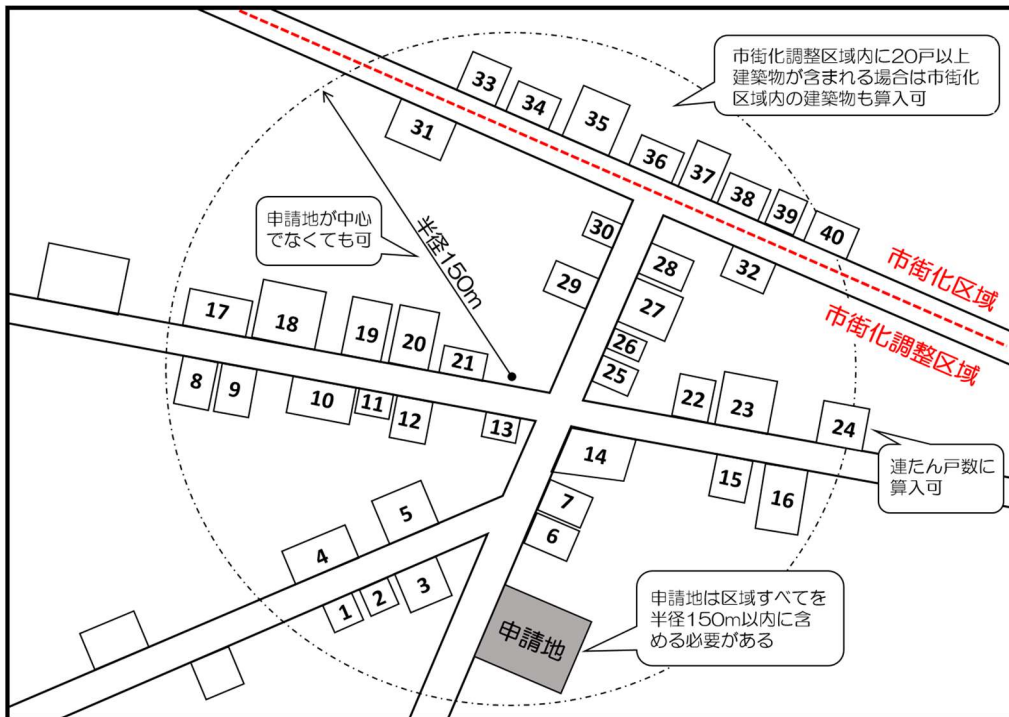 市街化調整区域内に20戸以上
建築物が含まれる場合は市街化
区域内の建築物も算入可
33
34
35
31
36
37
38
39
40
申請地が中心
でなくても可
半径150m
30
29
28
32
27
26
25
市街化区域
市街化調整区域
17
18
19
20
21
8
9
10
11
12
13
22
23
24
14
15
16
連たん戸数に
算入可
5
4
7
6
1
2
3
申請地
申請地は区域すべてを
半径150m以内に含
める必要がある